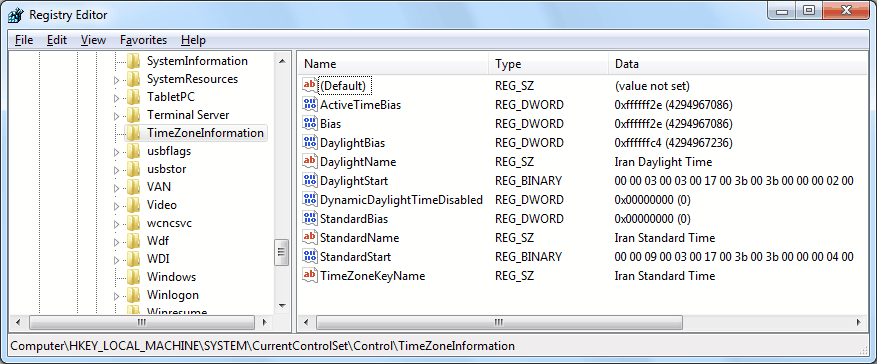 Registry Editor
File Edit View Favorites Help
SystemInformation
SystemResources
TabletPC
Terminal Server
TimeZoneInformation
usbflags
usbstor
VAN
Video
wcncsvc
Wdf
WDI
Windows
Winlogon
Winresume
Name Type Data
(Default) REG_SZ (value not set)
ActiveTimeBias REG_DWORD 0xffffff2e (4294967086)
Bias REG_DWORD 0xffffff2e (4294967086)
DaylightBias REG_DWORD 0xffffffc4 (4294967236)
DaylightName REG_SZ Iran Daylight Time
DaylightStart REG_BINARY 00 00 03 00 03 00 17 00 3b 00 3b 00 00 00 02 00
DynamicDaylightTimeDisabled REG_DWORD 0x00000000 (0)
StandardBias REG_DWORD 0x00000000 (0)
StandardName REG_SZ Iran Standard Time
StandardStart REG_BINARY 00 00 09 00 03 00 17 00 3b 00 3b 00 00 00 04 00
TimeZoneKeyName REG_SZ Iran Standard Time
Computer\HKEY_LOCAL_MACHINE\SYSTEM\CurrentControlSet\Control\TimeZoneInformation